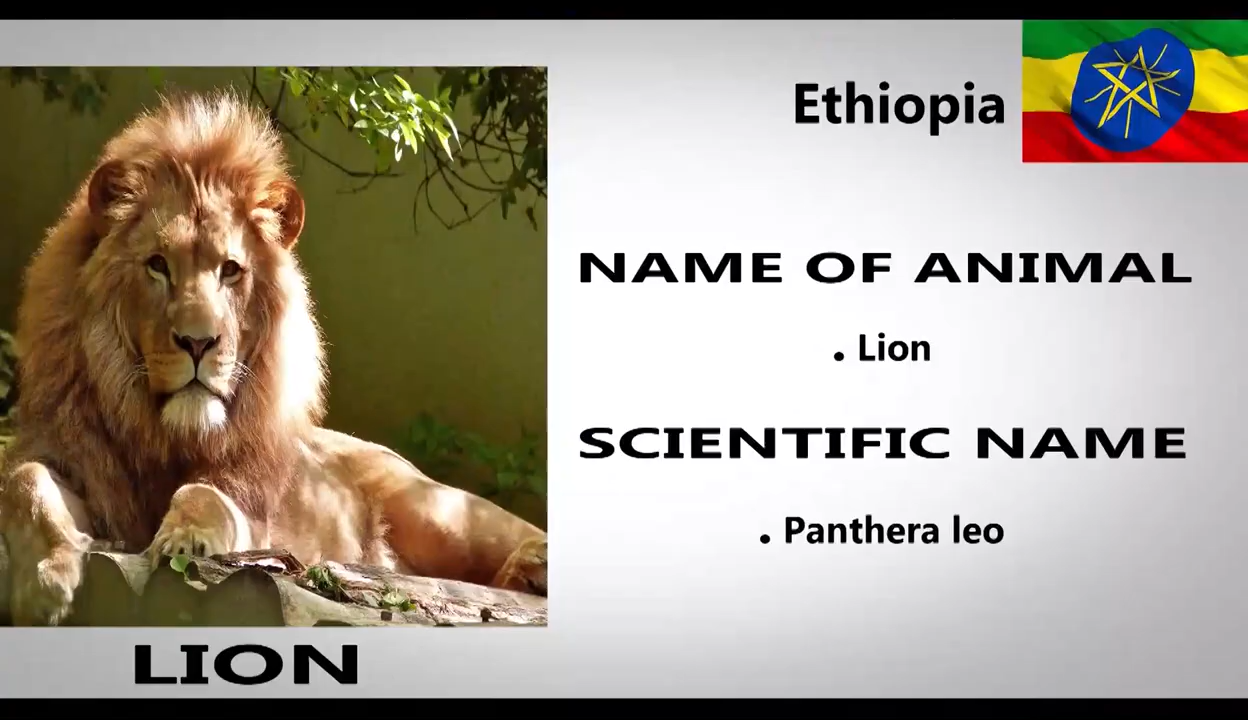 Ethiopia
NAME OF ANIMAL
. Lion
SCIENTIFIC NAME
. Panthera leo
LION